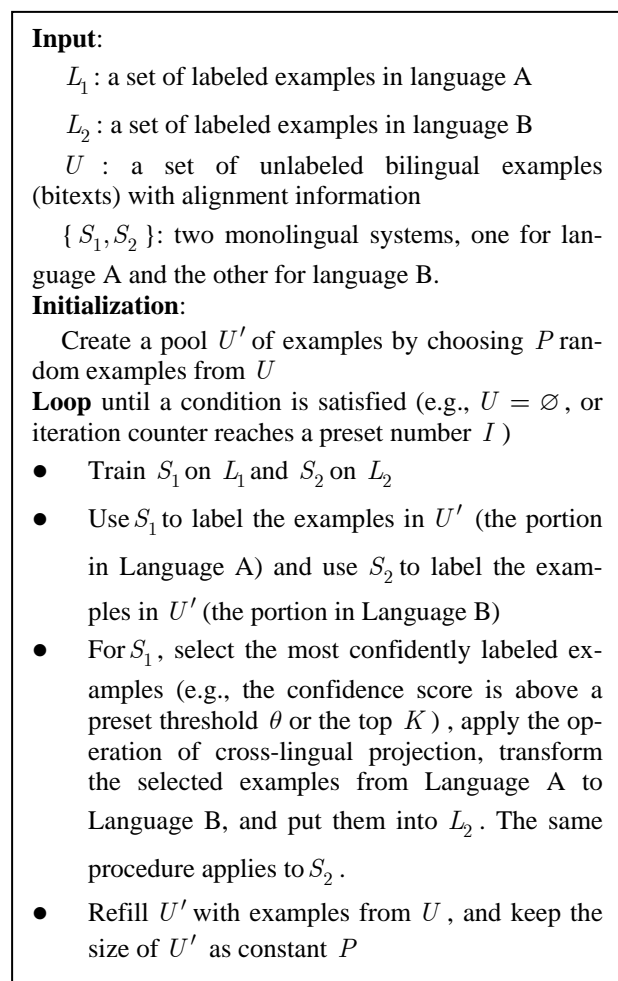 Input:
L₁ : a set of labeled examples in language A
L₂ : a set of labeled examples in language B
U : a set of unlabeled bilingual examples
(bitexts) with alignment information
{ S₁, S₂ }: two monolingual systems, one for lan-
guage A and the other for language B.
Initialization:
Create a pool U′ of examples by choosing P ran-
dom examples from U
Loop until a condition is satisfied (e.g., U = ∅ , or
iteration counter reaches a preset number I )
● Train S₁ on L₁ and S₂ on L₂
● Use S₁ to label the examples in U′ (the portion
in Language A) and use S₂ to label the exam-
ples in U′ (the portion in Language B)
● For S₁ , select the most confidently labeled ex-
amples (e.g., the confidence score is above a
preset threshold θ or the top K ) , apply the op-
eration of cross-lingual projection, transform
the selected examples from Language A to
Language B, and put them into L₂ . The same
procedure applies to S₂ .
● Refill U′ with examples from U , and keep the
size of U′ as constant P